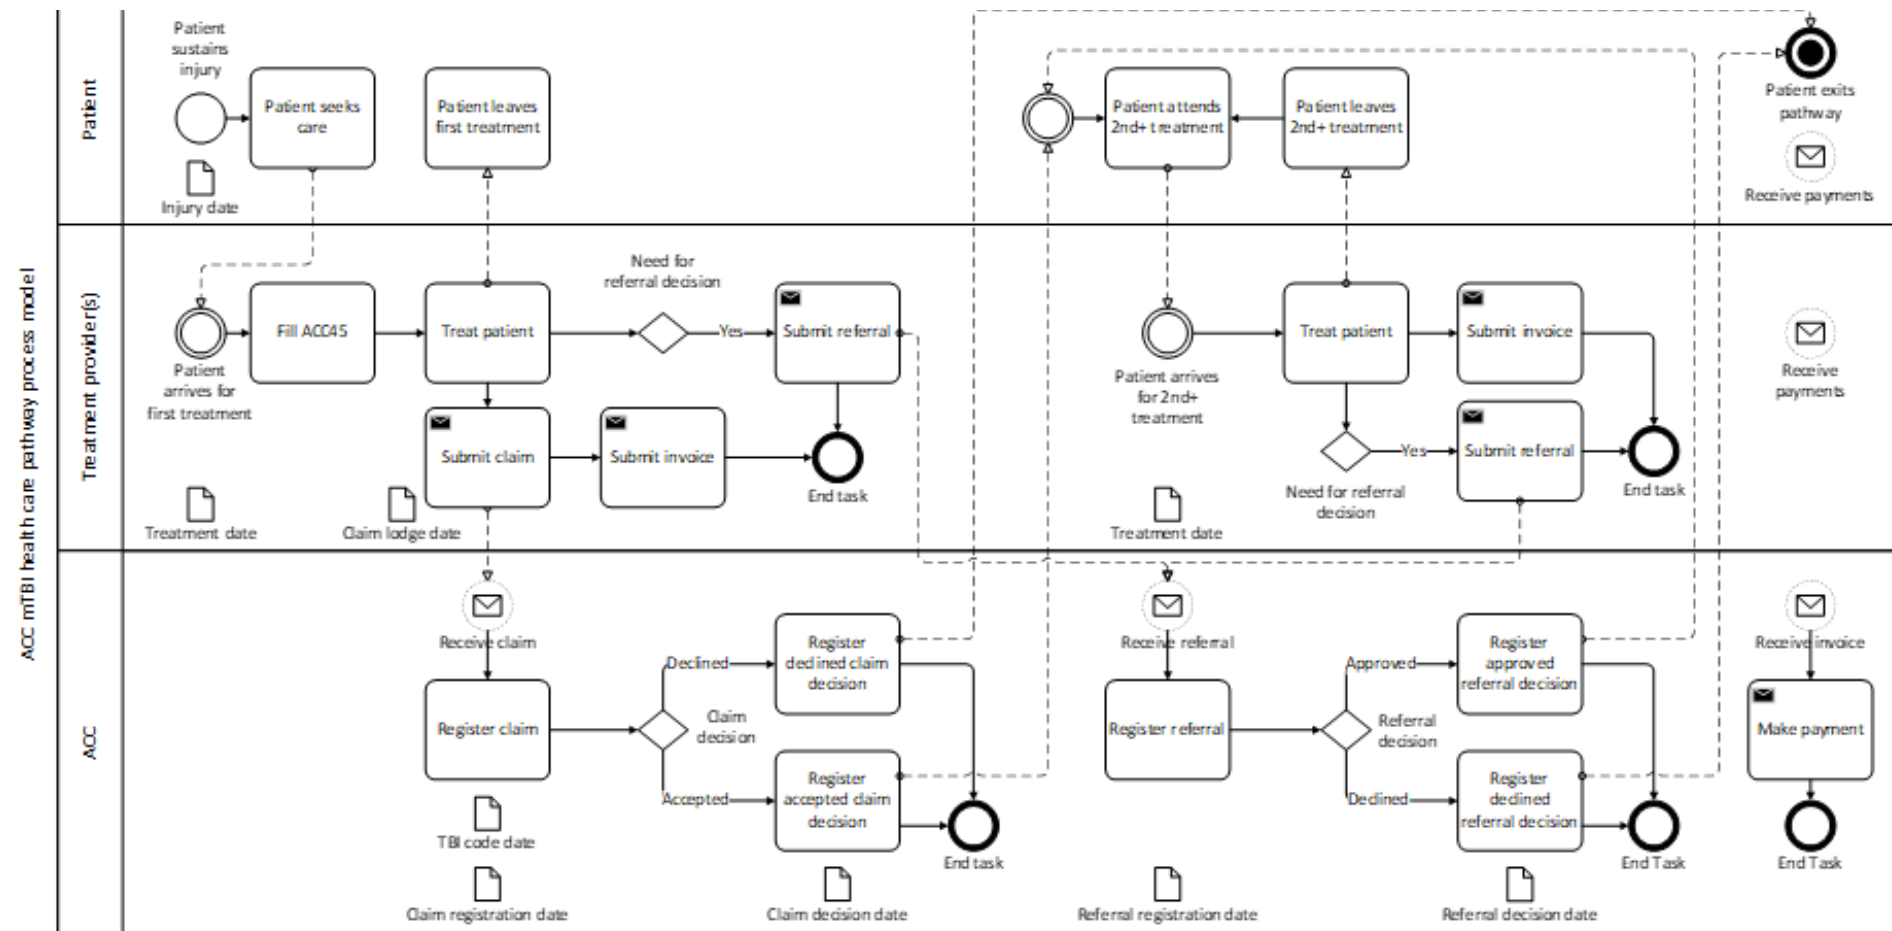 ACC mTBI health care pathway process model
Patient
Patient
sustains
injury
Patient seeks
care
Patient leaves
first treatment
Patient attends
2nd+ treatment
Patient leaves
2nd+ treatment
Patient exits
pathway
Injury date
Receive payments
Treatment provider(s)
Need for
referral decision
Fill ACC45
Treat patient
Yes
Submit referral
Treat patient
Submit invoice
Patient
arrives for
first treatment
Patient arrives
for 2nd+
treatment
Receive
payments
Submit claim
Submit invoice
End task
Yes
Submit referral
End task
Need for referral
decision
Treatment date
Claim lodge date
Treatment date
ACC
Receive claim
Register
declined claim
decision
Receive referral
Register
approved
referral decision
Receive invoice
Declined
Approved
Register claim
Claim
decision
Register referral
Referral
decision
Make payment
Accepted
Register
accepted claim
decision
Declined
Register
declined
referral decision
TBI code date
End task
End Task
End Task
Claim registration date
Claim decision date
Referral registration date
Referral decision date